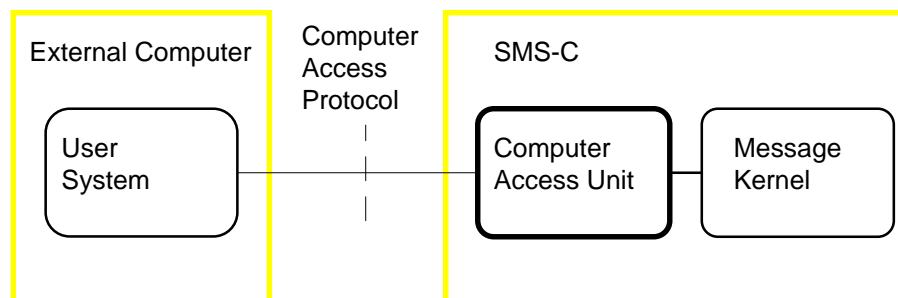 External Computer
Computer
Access
Protocol
SMS-C
User
System
Computer
Access Unit
Message
Kernel